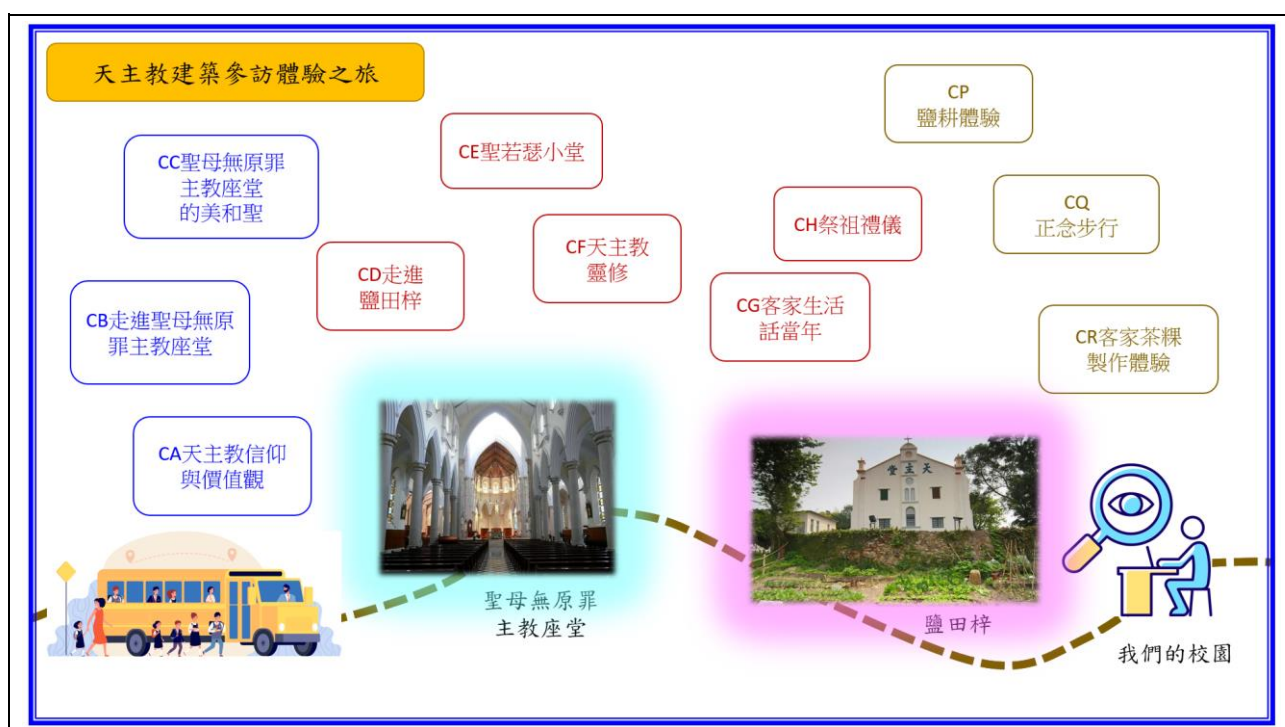 天主教建築參訪體驗之旅
CP
鹽耕體驗
CE聖若瑟小堂
CC聖母無原罪
主教座堂
的美和聖
CQ
正念步行
CH祭祖禮儀
CF天主教
靈修
CD走進
鹽田梓
CG客家生活
話當年
CB走進聖母無原
罪主教座堂
CR客家茶粿
製作體驗
CA天主教信仰
與價值觀
堂主天
聖母無原罪
主教座堂
鹽田梓
我們的校園